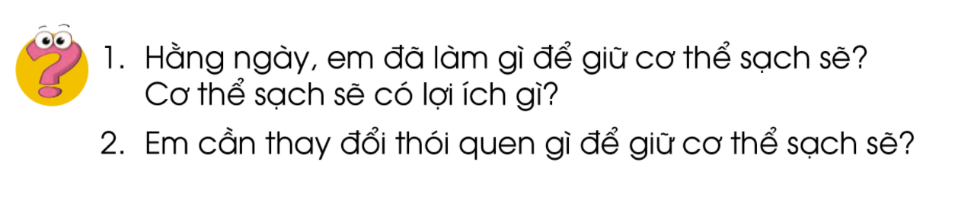 1. Hằng ngày, em đã làm gì để giữ cơ thể sạch sẽ?
Cơ thể sạch sẽ có lợi ích gì?
2. Em cần thay đổi thói quen gì để giữ cơ thể sạch sẽ?